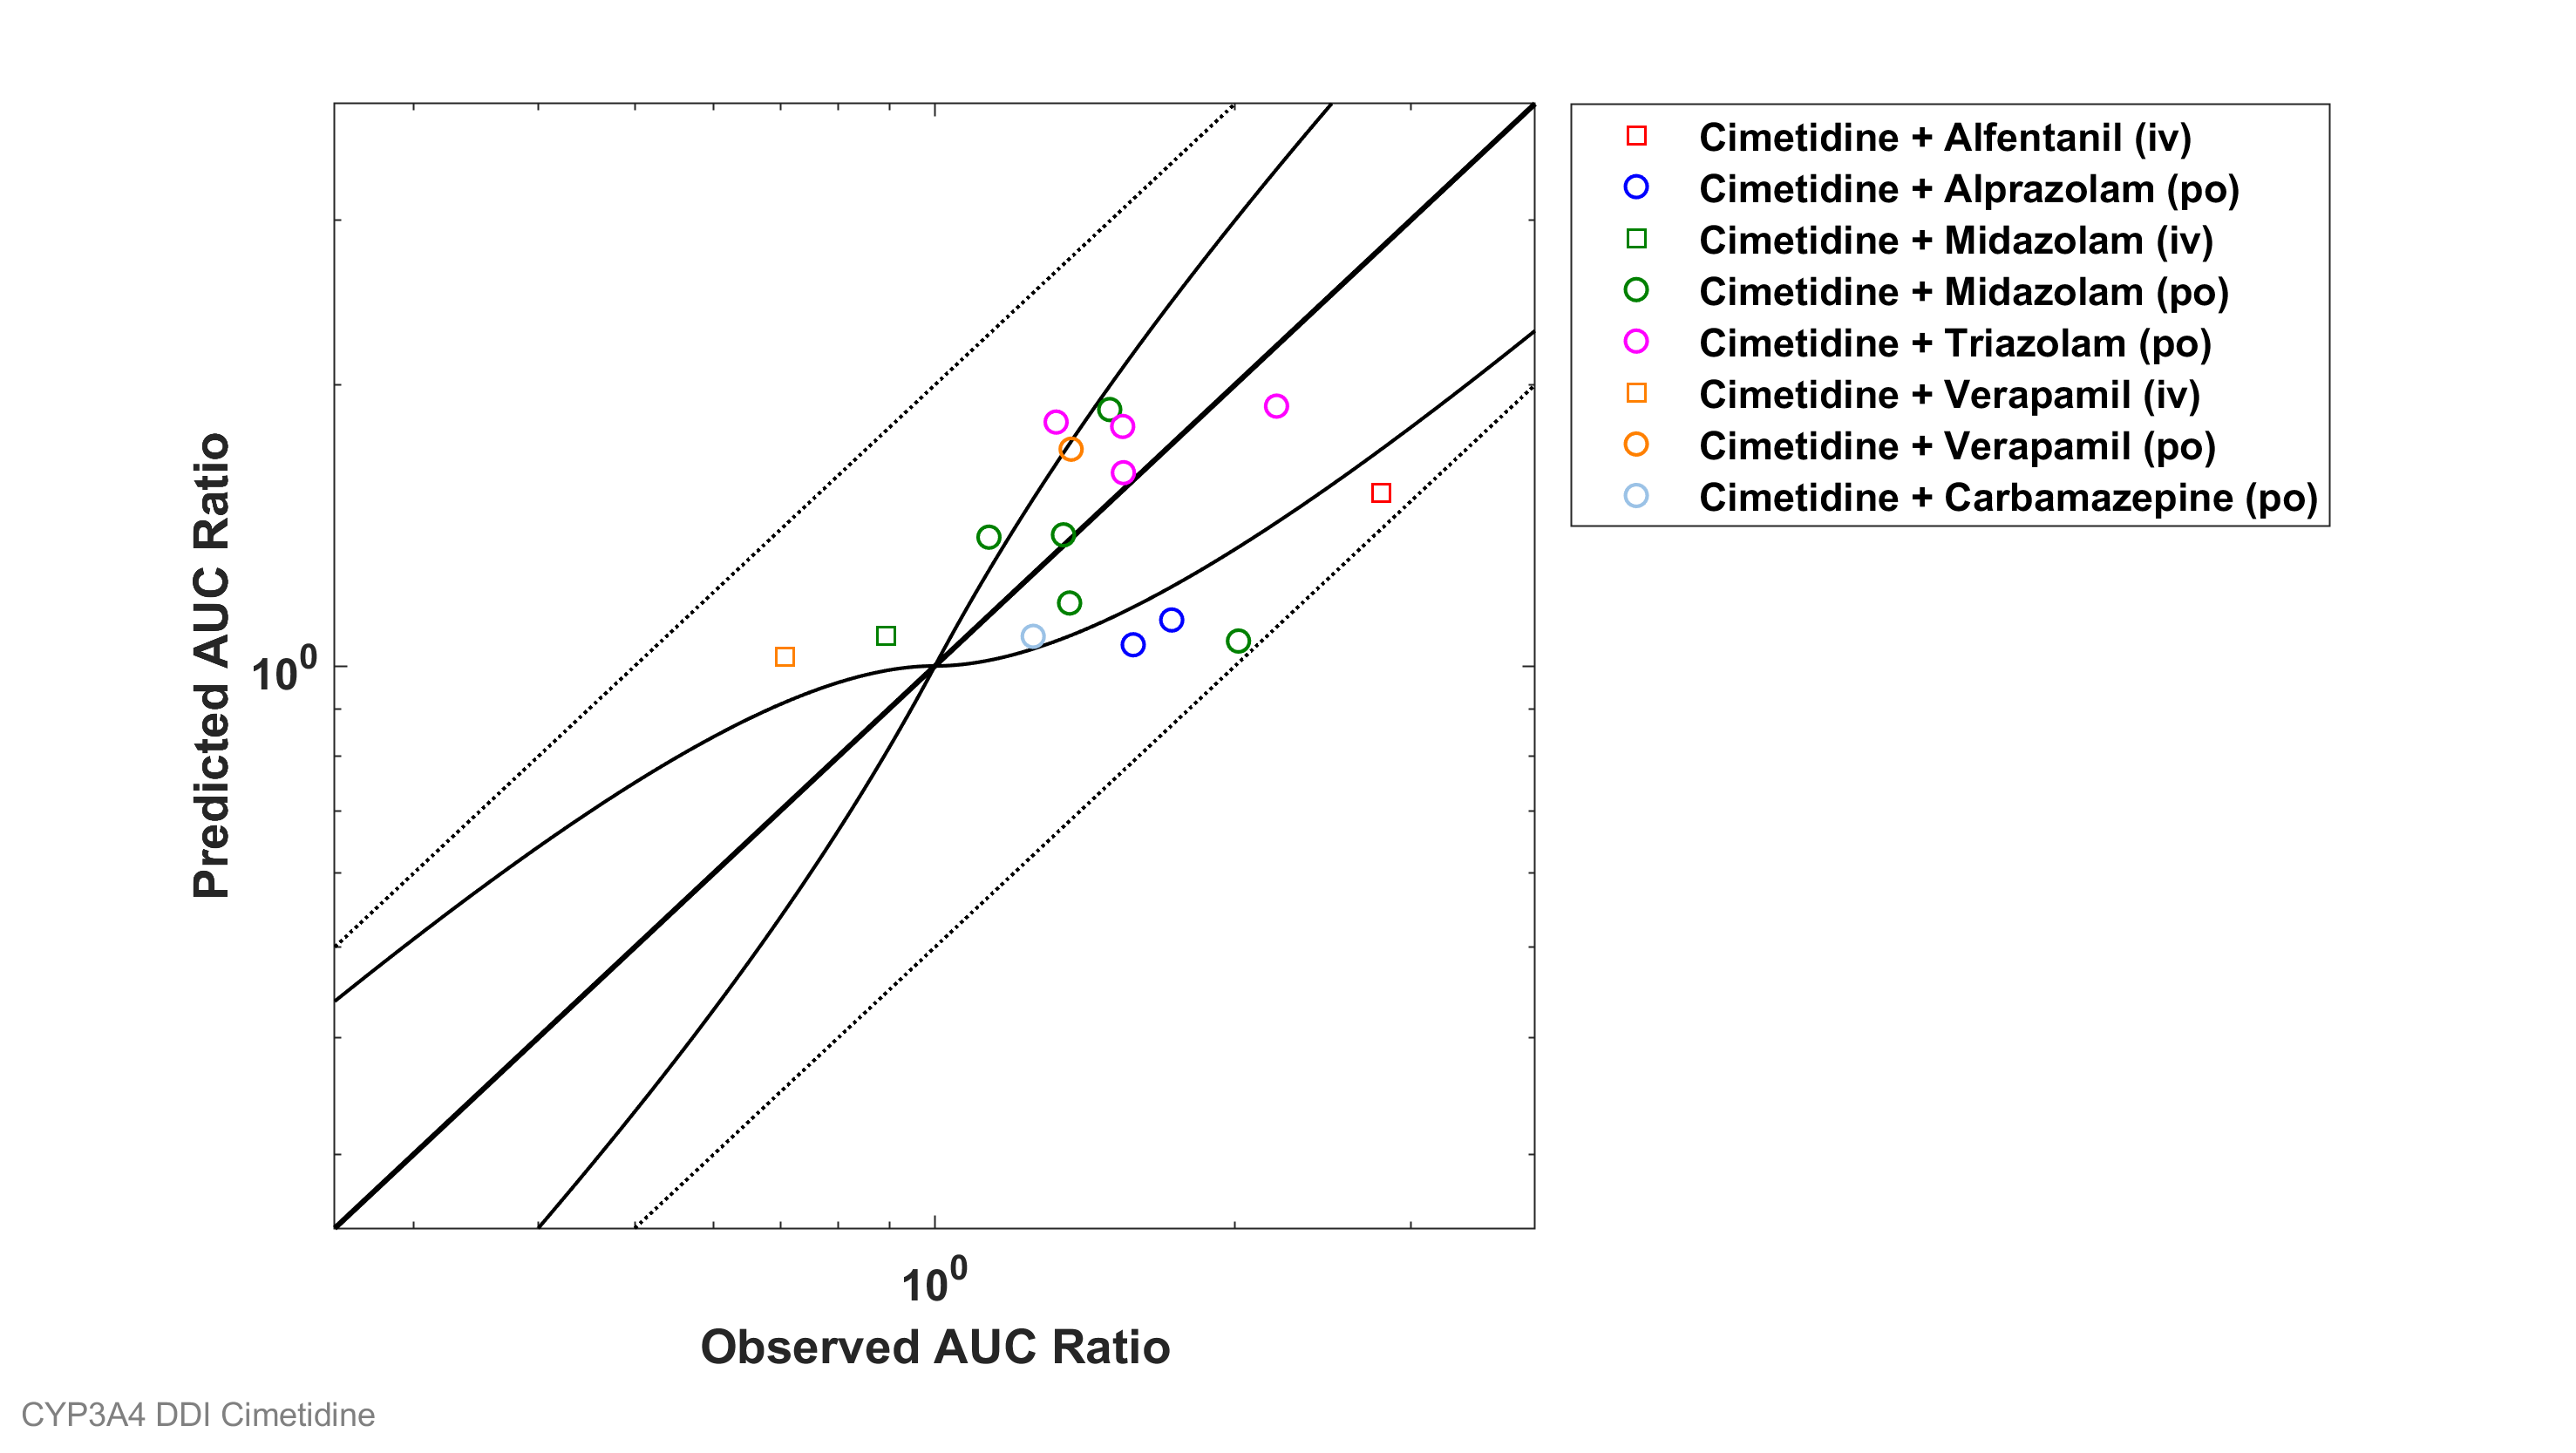 Cimetidine + Alfentanil (iv)
Cimetidine + Alprazolam (po)
Cimetidine + Midazolam (iv)
Cimetidine + Midazolam (po)
Cimetidine + Triazolam (po)
Cimetidine + Verapamil (iv)
Cimetidine + Verapamil (po)
Cimetidine + Carbamazepine (po)
Predicted AUC Ratio
10⁰
10⁰
Observed AUC Ratio
CYP3A4 DDI Cimetidine